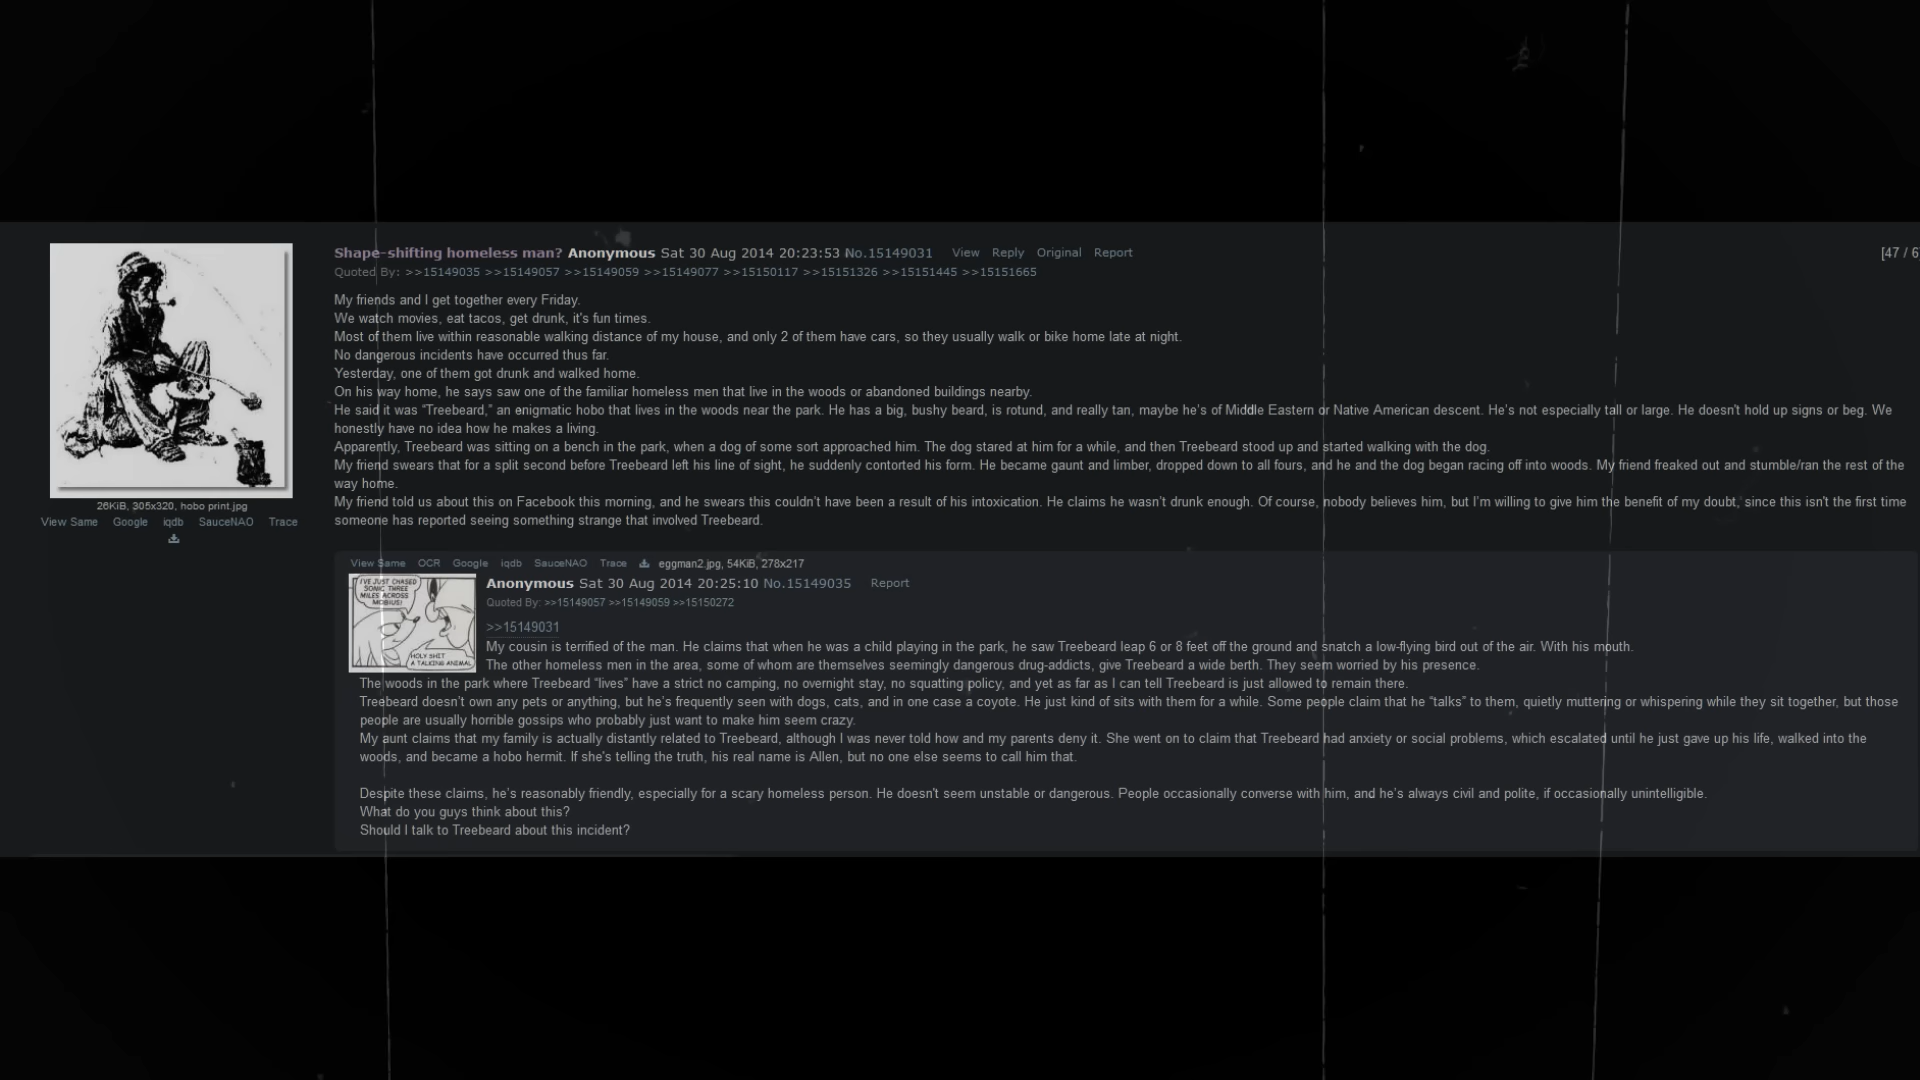 Shape-shifting homeless man? Anonymous Sat 30 Aug 2014 20:23:53 No.15149031 View Reply Original Report [47 / 6
Quoted By: >>15149035 >>15149057 >>15149059 >>15149077 >>15150117 >>15151326 >>15151445 >>15151665
My friends and I get together every Friday.
We watch movies, eat tacos, get drunk, it's fun times.
Most of them live within reasonable walking distance of my house, and only 2 of them have cars, so they usually walk or bike home late at night.
No dangerous incidents have occurred thus far.
Yesterday, one of them got drunk and walked home.
On his way home, he says saw one of the familiar homeless men that live in the woods or abandoned buildings nearby.
He said it was “Treebeard,” an enigmatic hobo that lives in the woods near the park. He has a big, bushy beard, is rotund, and really tan, maybe he’s of Middle Eastern or Native American descent. He’s not especially tall or large. He doesn't hold up signs or beg. We
honestly have no idea how he makes a living.
Apparently, Treebeard was sitting on a bench in the park, when a dog of some sort approached him. The dog stared at him for a while, and then Treebeard stood up and started walking with the dog.
My friend swears that for a split second before Treebeard left his line of sight, he suddenly contorted his form. He became gaunt and limber, dropped down to all fours, and he and the dog began racing off into woods. My friend freaked out and stumble/ran the rest of the
way home.
My friend told us about this on Facebook this morning, and he swears this couldn’t have been a result of his intoxication. He claims he wasn’t drunk enough. Of course, nobody believes him, but I’m willing to give him the benefit of my doubt, since this isn't the first time
someone has reported seeing something strange that involved Treebeard.
26KiB, 305x320, hobo print.jpg
View Same Google iqdb SauceNAO Trace
View Same OCR Google iqdb SauceNAO Trace eggman2.jpg, 54KiB, 278x217
I'VE JUST CHASED
SONIC THREE
MILES ACROSS
MOBIUS!
HOLY SHIT
A TALKING ANIMAL
Anonymous Sat 30 Aug 2014 20:25:10 No.15149035 Report
Quoted By: >>15149057 >>15149059 >>15150272
>>15149031
My cousin is terrified of the man. He claims that when he was a child playing in the park, he saw Treebeard leap 6 or 8 feet off the ground and snatch a low-flying bird out of the air. With his mouth.
The other homeless men in the area, some of whom are themselves seemingly dangerous drug-addicts, give Treebeard a wide berth. They seem worried by his presence.
The woods in the park where Treebeard “lives” have a strict no camping, no overnight stay, no squatting policy, and yet as far as I can tell Treebeard is just allowed to remain there.
Treebeard doesn’t own any pets or anything, but he’s frequently seen with dogs, cats, and in one case a coyote. He just kind of sits with them for a while. Some people claim that he “talks” to them, quietly muttering or whispering while they sit together, but those
people are usually horrible gossips who probably just want to make him seem crazy.
My aunt claims that my family is actually distantly related to Treebeard, although I was never told how and my parents deny it. She went on to claim that Treebeard had anxiety or social problems, which escalated until he just gave up his life, walked into the
woods, and became a hobo hermit. If she's telling the truth, his real name is Allen, but no one else seems to call him that.
Despite these claims, he’s reasonably friendly, especially for a scary homeless person. He doesn't seem unstable or dangerous. People occasionally converse with him, and he’s always civil and polite, if occasionally unintelligible.
What do you guys think about this?
Should I talk to Treebeard about this incident?